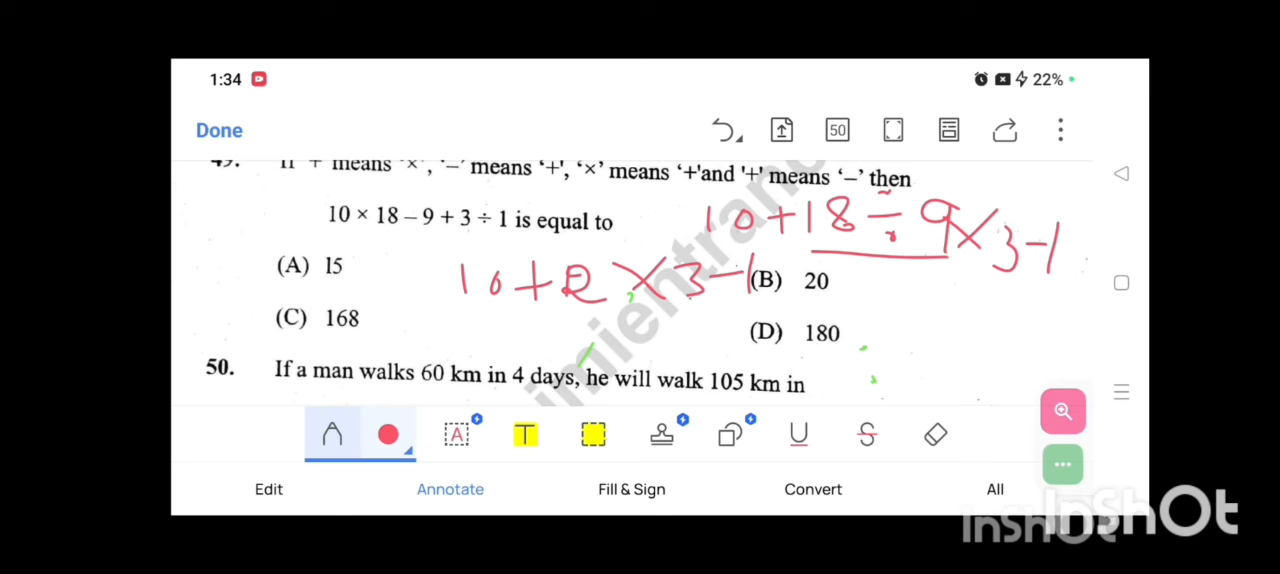 1:34 22%
Done 50
49. If '+' means '×', '–' means '+', '×' means '+'and '+' means '–' then
10 × 18 – 9 + 3 ÷ 1 is equal to
10+18÷9×3-1
(A) 15
10+2×3-1
(B) 20
(C) 168
(D) 180
50. If a man walks 60 km in 4 days, he will walk 105 km in
A T U S
Edit Annotate Fill & Sign Convert All
InShOt
InShOt